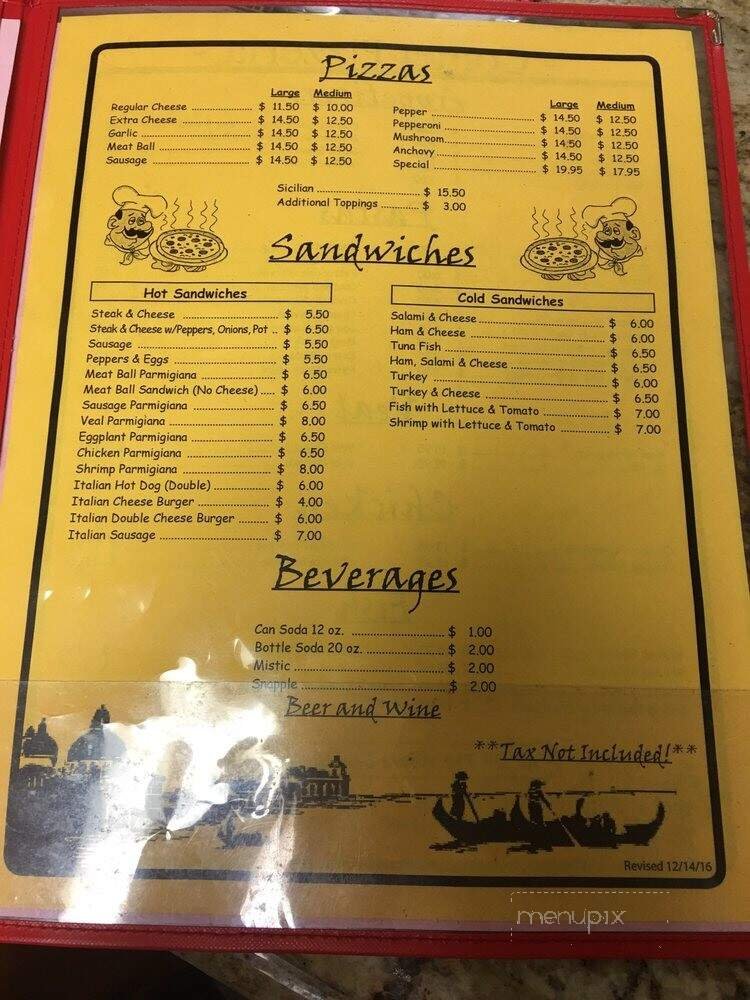 Pizzas
Large Medium
Regular Cheese $ 11.50 $ 10.00
Extra Cheese $ 14.50 $ 12.50
Garlic $ 14.50 $ 12.50
Meat Ball $ 14.50 $ 12.50
Sausage $ 14.50 $ 12.50
Large Medium
Pepper $ 14.50 $ 12.50
Pepperoni $ 14.50 $ 12.50
Mushroom $ 14.50 $ 12.50
Anchovy $ 14.50 $ 12.50
Special $ 19.95 $ 17.95
Sicilian $ 15.50
Additional Toppings $ 3.00
Sandwiches
Hot Sandwiches
Steak & Cheese $ 5.50
Steak & Cheese w/Peppers, Onions, Pot .. $ 6.50
Sausage $ 5.50
Peppers & Eggs $ 5.50
Meat Ball Parmigiana $ 6.50
Meat Ball Sandwich (No Cheese) $ 6.00
Sausage Parmigiana $ 6.50
Veal Parmigiana $ 8.00
Eggplant Parmigiana $ 6.50
Chicken Parmigiana $ 6.50
Shrimp Parmigiana $ 8.00
Italian Hot Dog (Double) $ 6.00
Italian Cheese Burger $ 4.00
Italian Double Cheese Burger $ 6.00
Italian Sausage $ 7.00
Cold Sandwiches
Salami & Cheese $ 6.00
Ham & Cheese $ 6.00
Tuna Fish $ 6.50
Ham, Salami & Cheese $ 6.50
Turkey $ 6.00
Turkey & Cheese $ 6.50
Fish with Lettuce & Tomato $ 7.00
Shrimp with Lettuce & Tomato $ 7.00
Beverages
Can Soda 12 oz. $ 1.00
Bottle Soda 20 oz. $ 2.00
Mistic $ 2.00
Snapple $ 2.00
Beer and Wine
**Tax Not Included!**
Revised 12/14/16
menupix